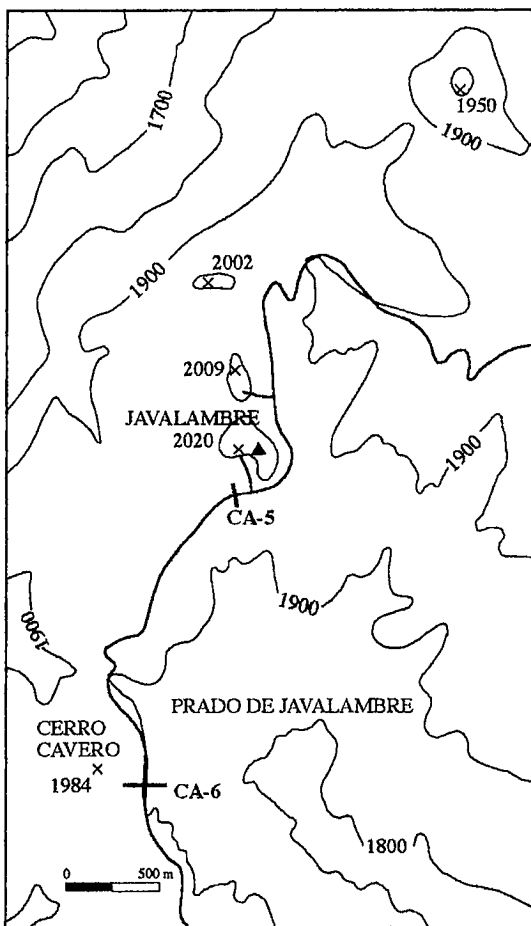 1700
1950
1900
1900
2002
2009
JAVALAMBRE
2020
1900
CA-5
1900
1900
PRADO DE JAVALAMBRE
CERRO
CAVERO
1984
CA-6
1800
0 500 m